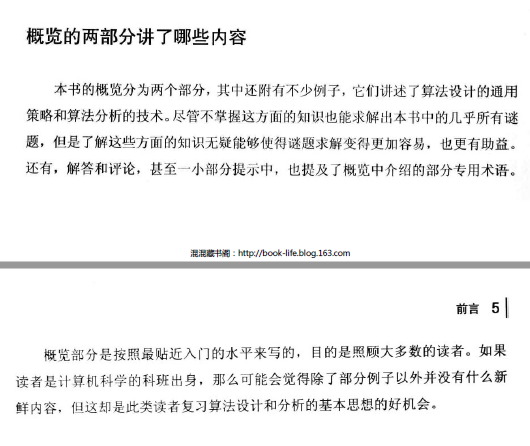 概览的两部分讲了哪些内容
本书的概览分为两个部分，其中还附有不少例子，它们讲述了算法设计的通用
策略和算法分析的技术。尽管不掌握这方面的知识也能求解出本书中的几乎所有谜
题，但是了解这些方面的知识无疑能够使得谜题求解变得更加容易，也更有助益。
还有，解答和评论，甚至一小部分提示中，也提及了概览中介绍的部分专用术语。
混混藏书阁：http://book-life.blog.163.com
前言 5
概览部分是按照最贴近入门的水平来写的，目的是照顾大多数的读者。如果
读者是计算机科学的科班出身，那么可能会觉得除了部分例子以外并没有什么新
鲜内容，但这却是此类读者复习算法设计和分析的基本思想的好机会。